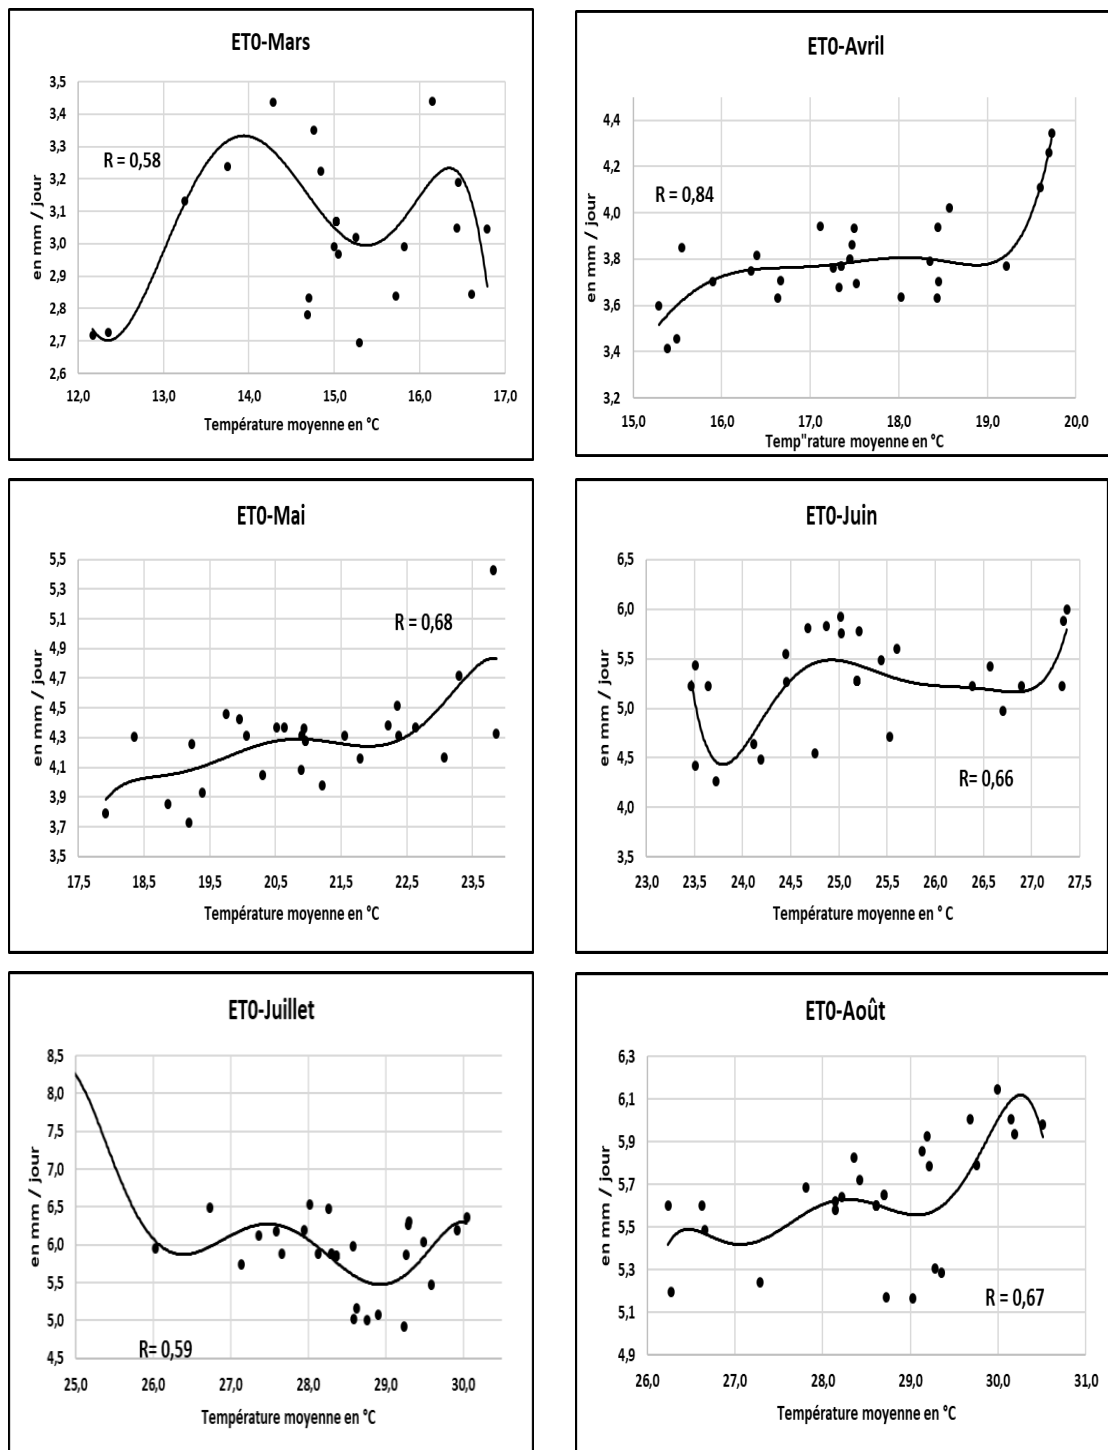 ET0-Mars
3,5
3,4
3,3
3,2
3,1
3,0
2,9
2,8
2,7
2,6
en mm / jour
R = 0,58
12,0 13,0 14,0 15,0 16,0 17,0
Température moyenne en °C
ET0-Avril
4,4
4,2
4,0
3,8
3,6
3,4
3,2
en mm / jour
R = 0,84
15,0 16,0 17,0 18,0 19,0 20,0
Temp"rature moyenne en °C
ET0-Mai
5,5
5,3
5,1
4,9
4,7
4,5
4,3
4,1
3,9
3,7
3,5
en mm / jour
R = 0,68
17,5 18,5 19,5 20,5 21,5 22,5 23,5
Température moyenne en °C
ET0-Juin
6,5
6,0
5,5
5,0
4,5
4,0
3,5
en mm / jour
R= 0,66
23,0 23,5 24,0 24,5 25,0 25,5 26,0 26,5 27,0 27,5
Température moyenne en ° C
ET0-Juillet
8,5
8,0
7,5
7,0
6,5
6,0
5,5
5,0
4,5
en mm / jour
R= 0,59
25,0 26,0 27,0 28,0 29,0 30,0
Température moyenne en °C
ET0-Août
6,3
6,1
5,9
5,7
5,5
5,3
5,1
4,9
en mm / jour
R = 0,67
26,0 27,0 28,0 29,0 30,0 31,0
Température moyenne en °C